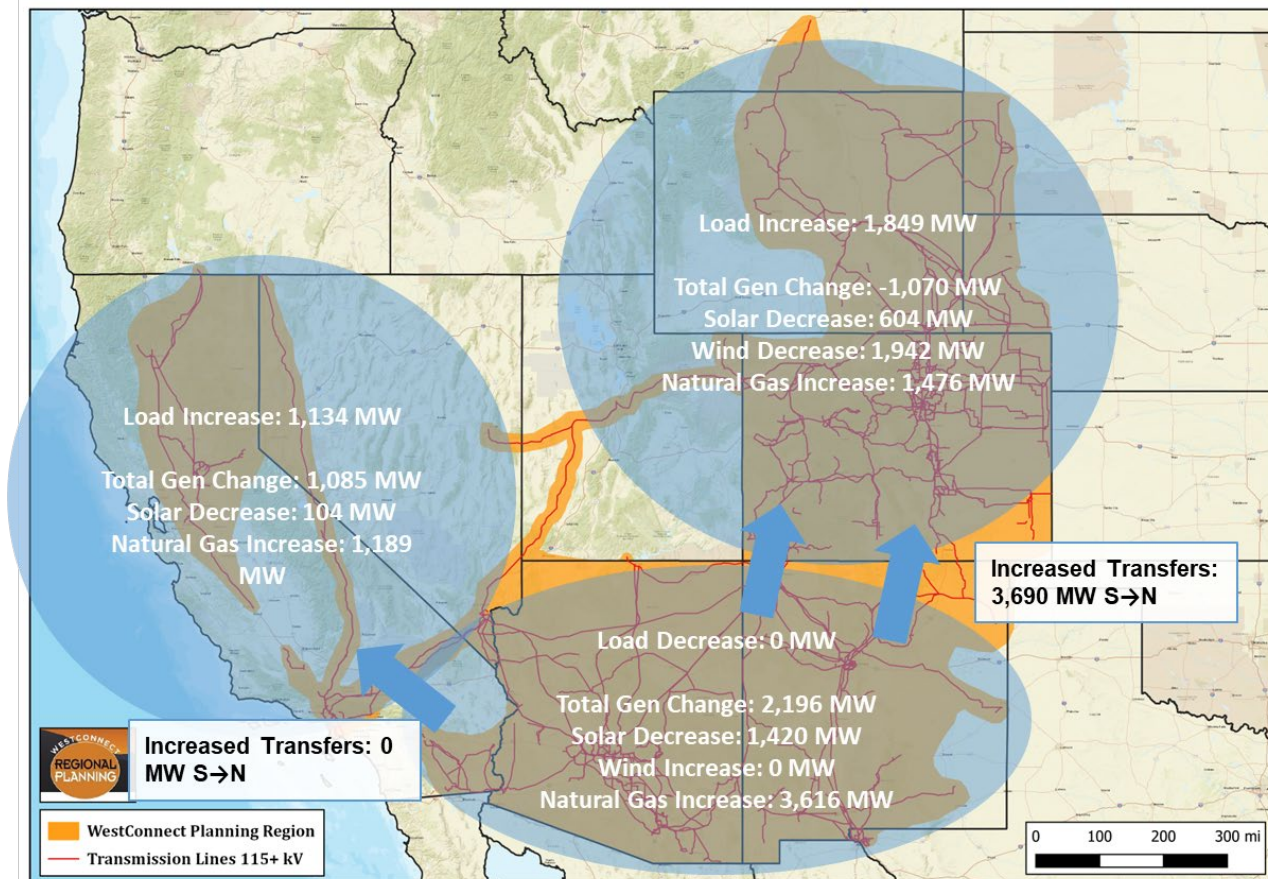 Load Increase: 1,849 MW
Total Gen Change: -1,070 MW
Solar Decrease: 604 MW
Wind Decrease: 1,942 MW
Natural Gas Increase: 1,476 MW
Load Increase: 1,134 MW
Total Gen Change: 1,085 MW
Solar Decrease: 104 MW
Natural Gas Increase: 1,189
MW
Increased Transfers:
3,690 MW S→N
Load Decrease: 0 MW
Total Gen Change: 2,196 MW
Solar Decrease: 1,420 MW
Wind Increase: 0 MW
Natural Gas Increase: 3,616 MW
Increased Transfers: 0
MW S→N
WESTCONNECT
REGIONAL
PLANNING
WestConnect Planning Region
Transmission Lines 115+ kV
0 100 200 300 mi